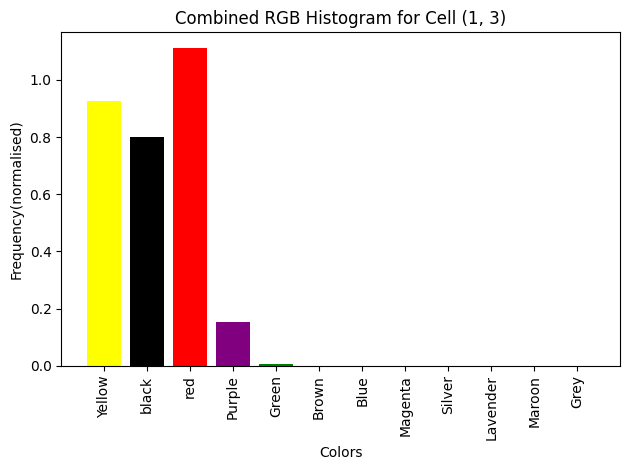 Combined RGB Histogram for Cell (1, 3)
Frequency(normalised)
1.0
0.8
0.6
0.4
0.2
0.0
Yellow
black
red
Purple
Green
Brown
Blue
Magenta
Silver
Lavender
Maroon
Grey
Colors